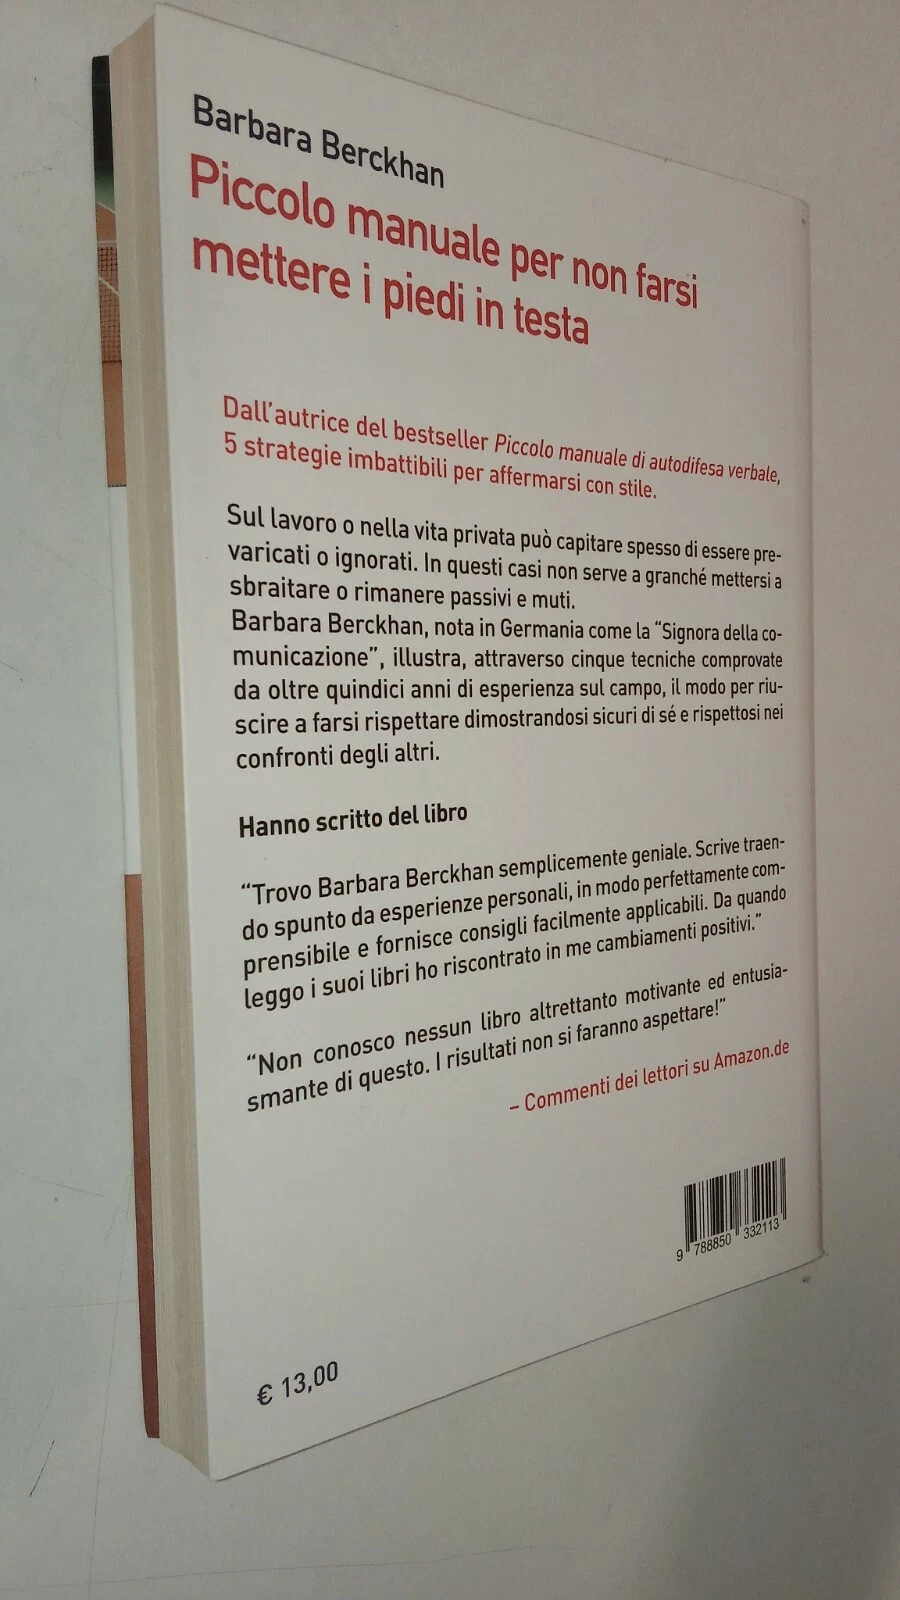 Barbara Berckhan
Piccolo manuale per non farsi
mettere i piedi in testa
Dall'autrice del bestseller Piccolo manuale di autodifesa verbale,
5 strategie imbattibili per affermarsi con stile.
Sul lavoro o nella vita privata può capitare spesso di essere pre-
varicati o ignorati. In questi casi non serve a granché mettersi a
sbraitare o rimanere passivi e muti.
Barbara Berckhan, nota in Germania come la "Signora della co-
municazione", illustra, attraverso cinque tecniche comprovate
da oltre quindici anni di esperienza sul campo, il modo per riu-
scire a farsi rispettare dimostrandosi sicuri di sé e rispettosi nei
confronti degli altri.
Hanno scritto del libro
"Trovo Barbara Berckhan semplicemente geniale. Scrive traen-
do spunto da esperienze personali, in modo perfettamente com-
prensibile e fornisce consigli facilmente applicabili. Da quando
leggo i suoi libri ho riscontrato in me cambiamenti positivi."
"Non conosco nessun libro altrettanto motivante ed entusia-
smante di questo. I risultati non si faranno aspettare!"
– Commenti dei lettori su Amazon.de
9 788850 332113
€ 13,00